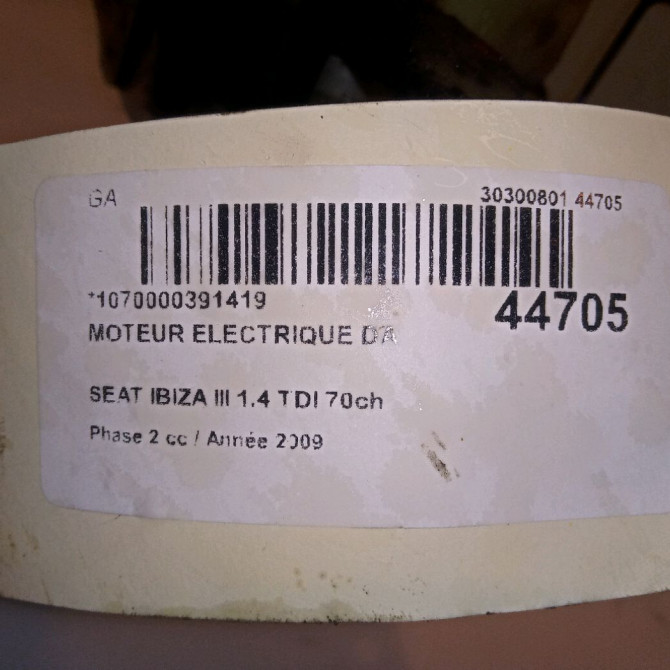 GA 30300801 44705
*1070000391419 44705
MOTEUR ELECTRIQUE D'A
SEAT IBIZA III 1.4 TDI 70ch
Phase 2 cc / Année 2009